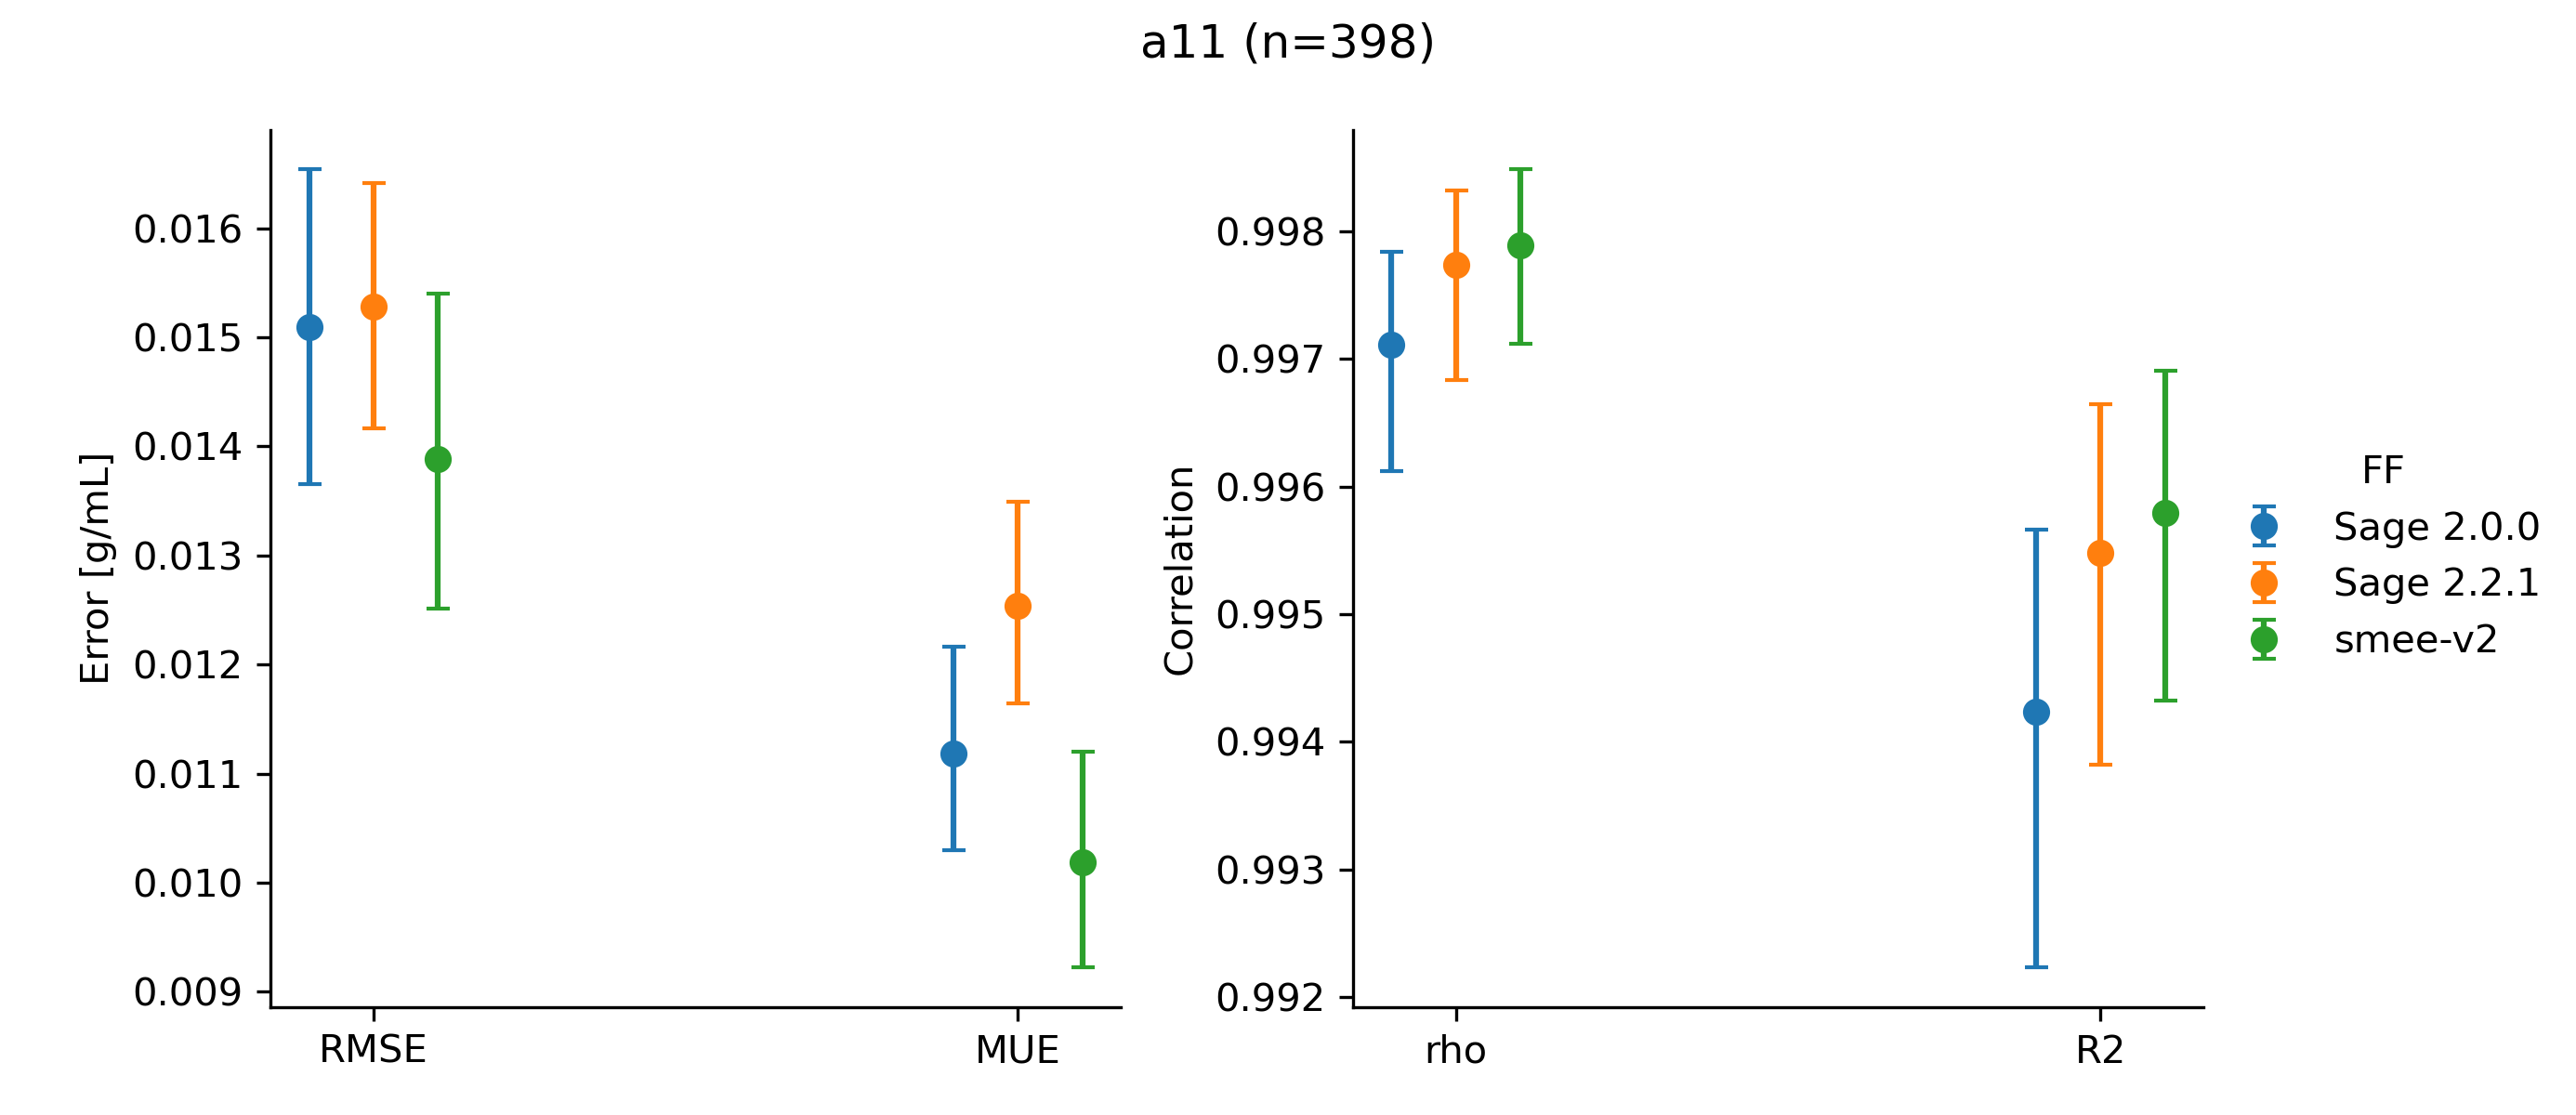 a11 (n=398)
Error [g/mL]
0.016
0.015
0.014
0.013
0.012
0.011
0.010
0.009
RMSE
MUE
Correlation
0.998
0.997
0.996
0.995
0.994
0.993
0.992
rho
R2
FF
Sage 2.0.0
Sage 2.2.1
smee-v2